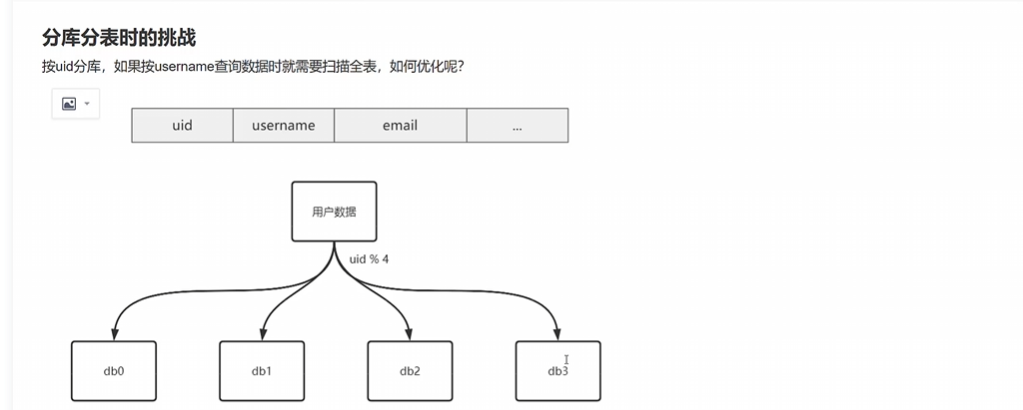 分库分表时的挑战
按uid分库，如果按username查询数据时就需要扫描全表，如何优化呢？
uid username email ...
用户数据
uid % 4
db0 db1 db2 db3